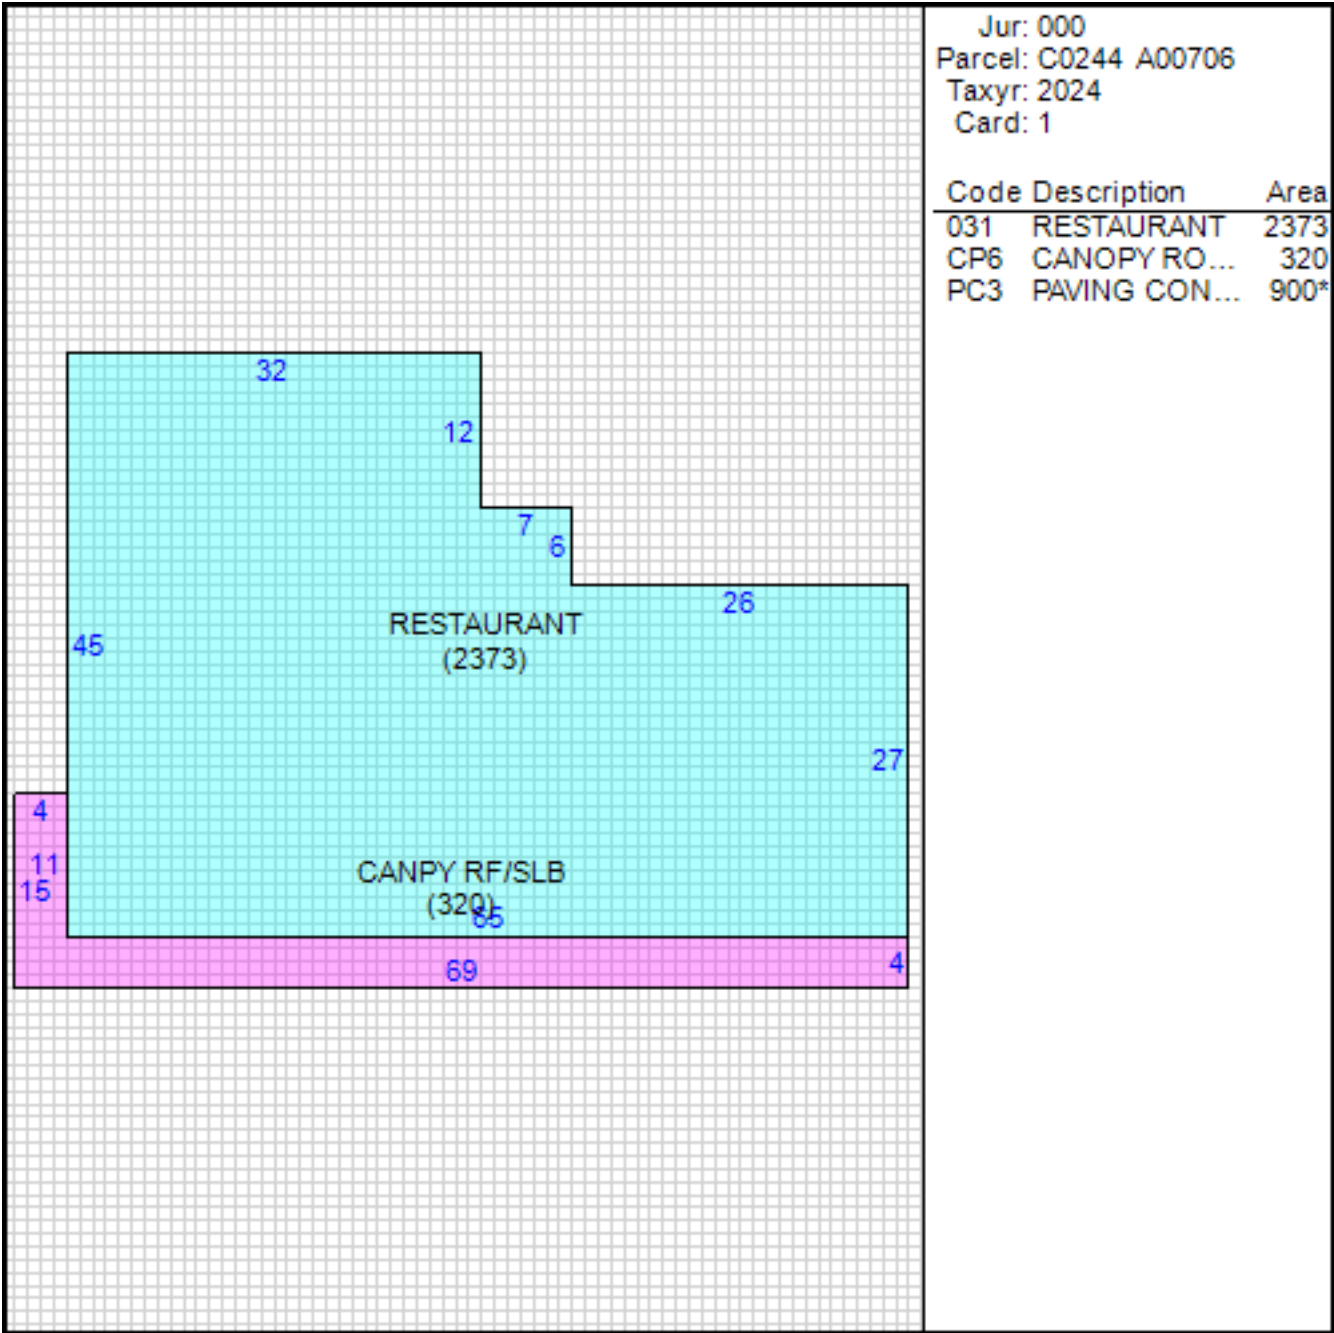 Jur: 000
Parcel: C0244 A00706
Taxyr: 2024
Card: 1
Code Description Area
031 RESTAURANT 2373
CP6 CANOPY RO... 320
PC3 PAVING CON... 900*
32
12
7
6
26
RESTAURANT
45
(2373)
27
4
11
CANPY RF/SLB
15
(320)
65
4
69